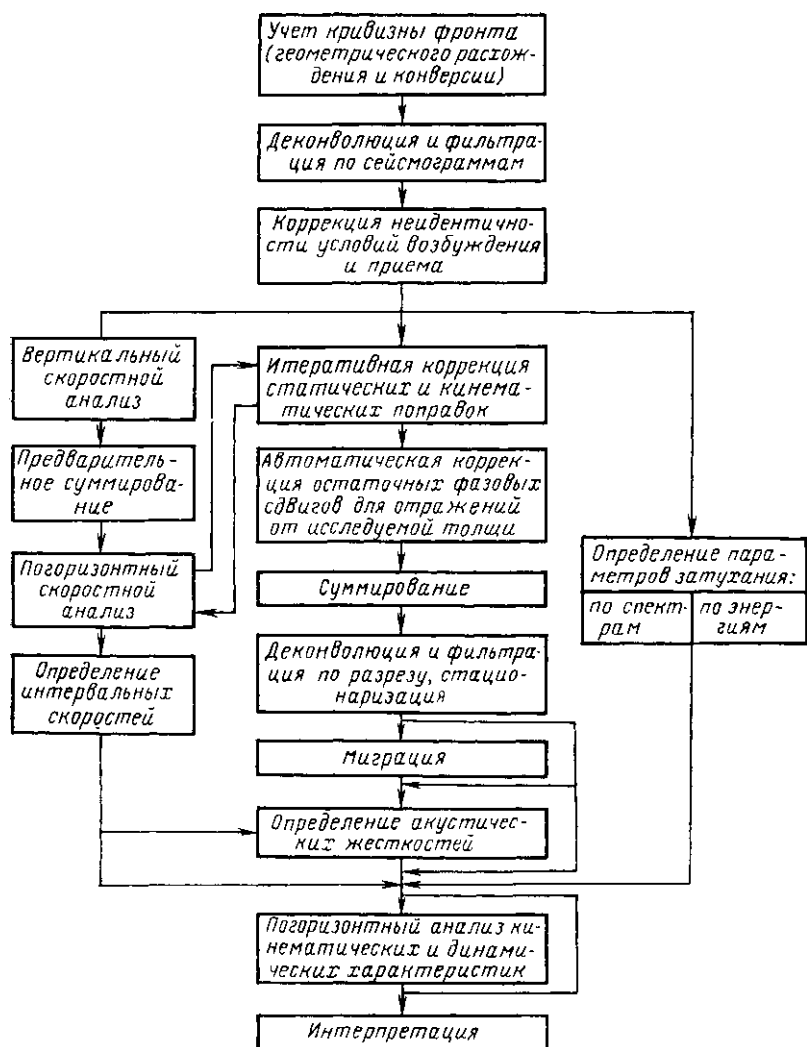 Учет кривизны фронта
(геометрического расхож-
дения и конверсии)
Деконволюция и фильтра-
ция по сейсмограммам
Коррекция неидентично-
сти условий возбуждения
и приема
Вертикальный
скоростной
анализ
Предваритель-
ное суммирова-
ние
Погоризонтный
скоростной
анализ
Определение
интервальных
скоростей
Итеративная коррекция
статических и кинема-
тических поправок
Автоматическая коррек-
ция остаточных фазовых
сдвигов для отражений
от исследуемой толщи
Суммирование
Деконволюция и фильтра-
ция по разрезу, стацио-
наризация
Миграция
Определение акустичес-
ких жесткостей
Определение пара-
метров затухания:
по спект-
рам
по энер-
гиям
Погоризонтный анализ ки-
нематических и динами-
ческих характеристик
Интерпретация